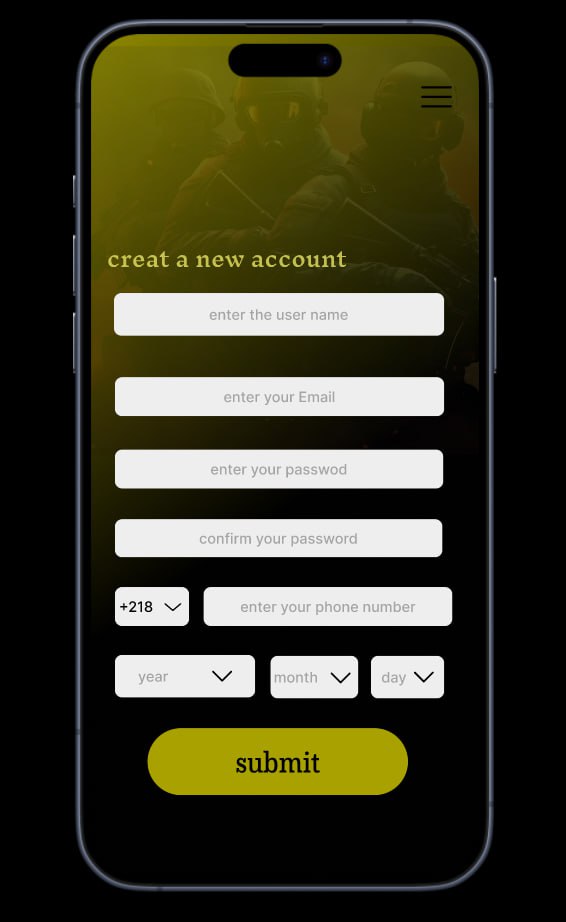 creat a new account
enter the user name
enter your Email
enter your passwod
confirm your password
+218 enter your phone number
year month day
submit